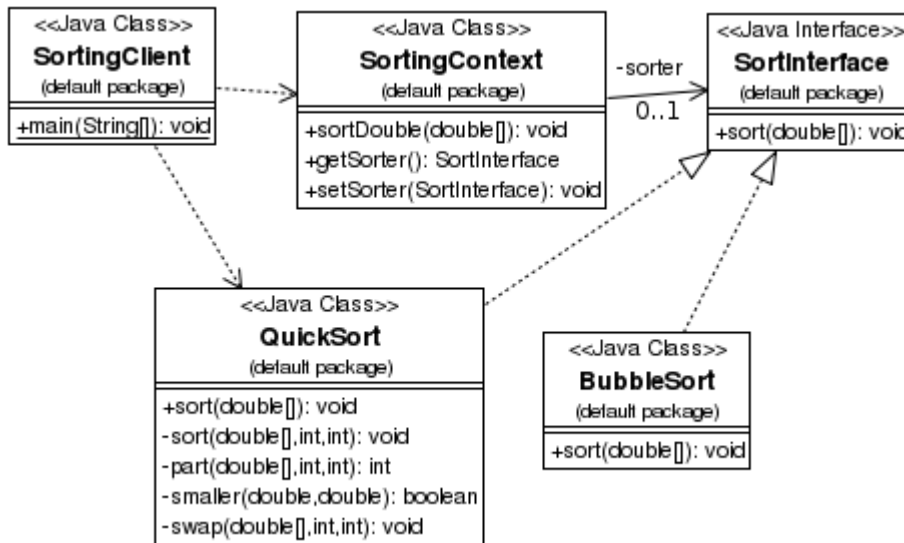 <<Java Class>>
SortingClient
(default package)
+main(String[]): void
<<Java Class>>
SortingContext
(default package)
+sortDouble(double[]): void
+getSorter(): SortInterface
+setSorter(SortInterface): void
-sorter
0..1
<<Java Interface>>
SortInterface
(default package)
+sort(double[]): void
<<Java Class>>
QuickSort
(default package)
+sort(double[]): void
-sort(double[],int,int): void
-part(double[],int,int): int
-smaller(double,double): boolean
-swap(double[],int,int): void
<<Java Class>>
BubbleSort
(default package)
+sort(double[]): void